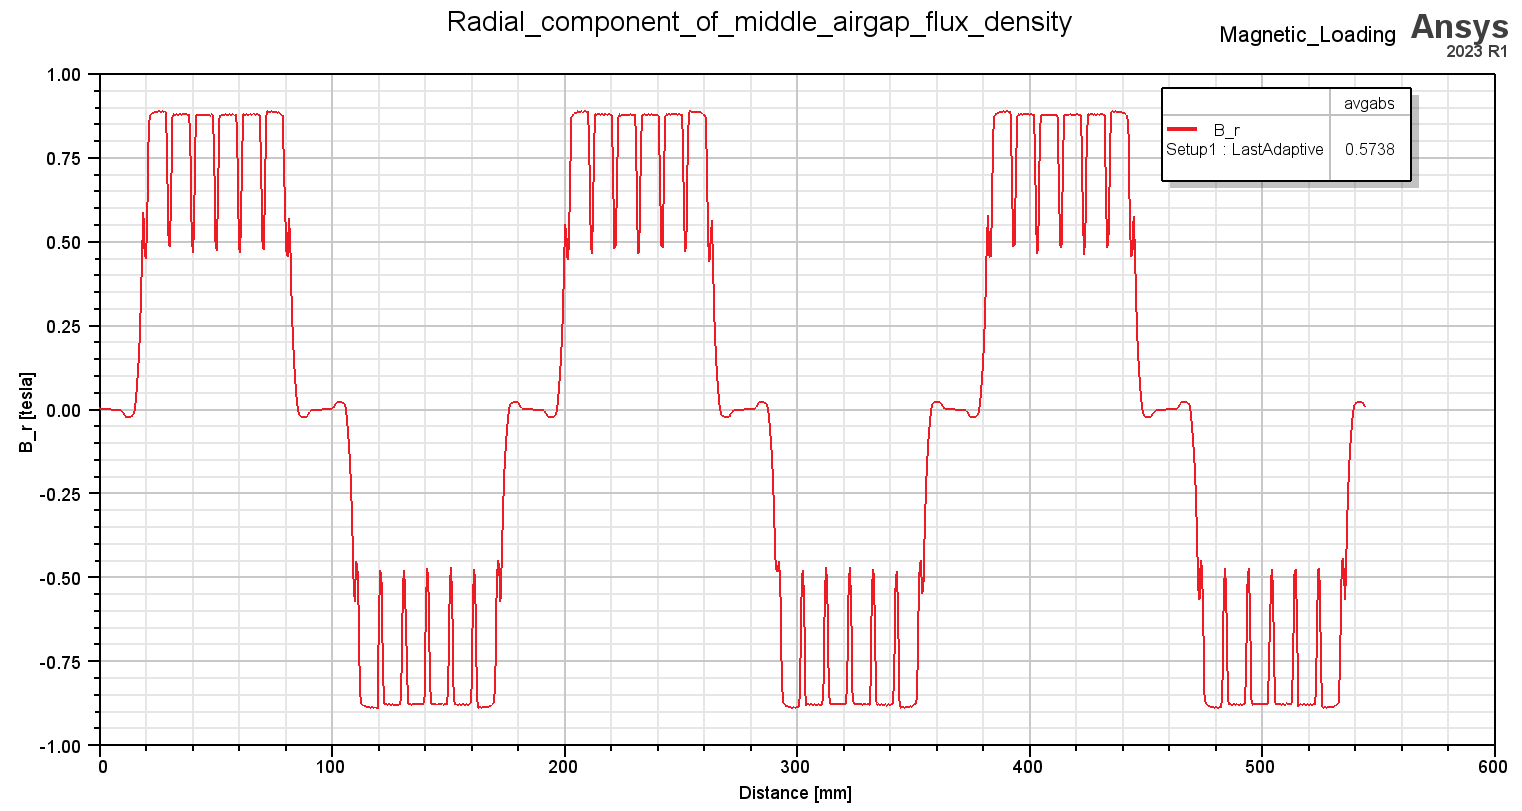 Radial_component_of_middle_airgap_flux_density
Magnetic_Loading
Ansys
2023 R1
avgabs
B_r
Setup1 : LastAdaptive
0.5738
1.00
0.75
0.50
0.25
0.00
-0.25
-0.50
-0.75
-1.00
B_r [tesla]
0
100
200
300
400
500
600
Distance [mm]